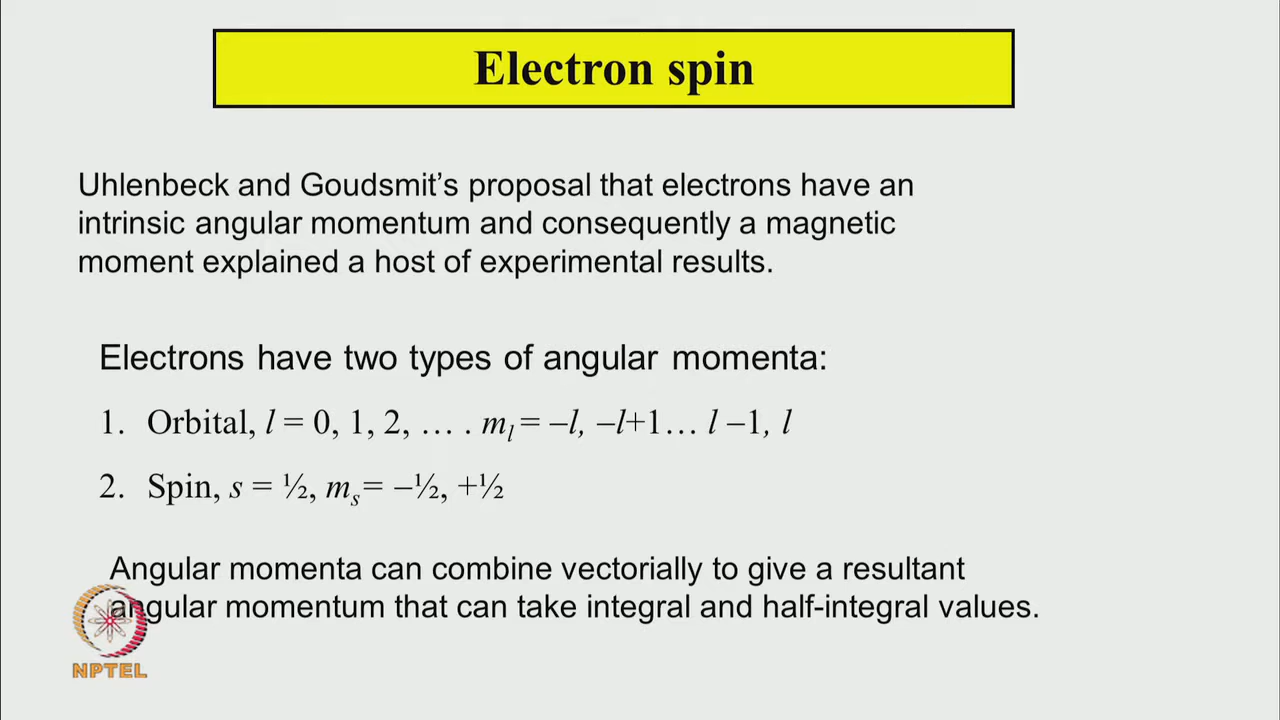 Electron spin
Uhlenbeck and Goudsmit’s proposal that electrons have an
intrinsic angular momentum and consequently a magnetic
moment explained a host of experimental results.
Electrons have two types of angular momenta:
1. Orbital, l = 0, 1, 2, … . mₗ = –l, –l+1… l –1, l
2. Spin, s = ½, mₛ = –½, +½
Angular momenta can combine vectorially to give a resultant
angular momentum that can take integral and half-integral values.
NPTEL